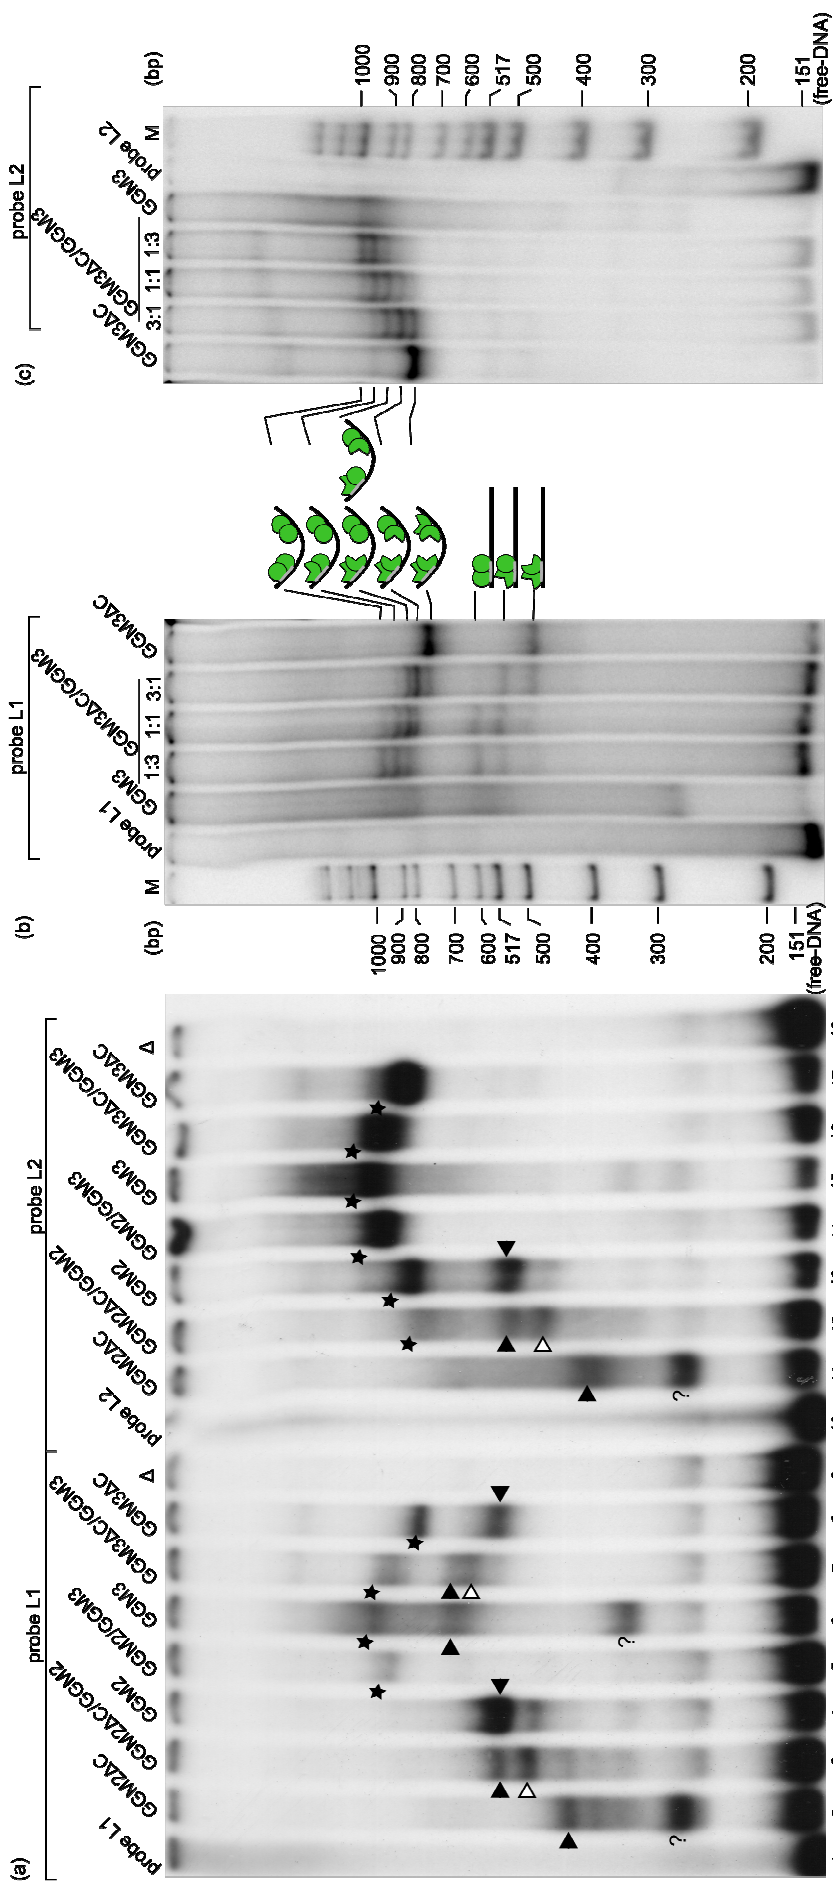 (a)
probe L1
probe L2
probe L1
GGM2ΔC
GGM2ΔC/GGM2
GGM2
GGM2/GGM3
GGM3
GGM3ΔC/GGM3
GGM3ΔC
Δ
probe L2
GGM2ΔC
GGM2ΔC/GGM2
GGM2
GGM2/GGM3
GGM3
GGM3ΔC/GGM3
GGM3ΔC
Δ
?
?
?
(b)
probe L1
(bp)
M
probe L1
GGM3
GGM3ΔC/GGM3
1:3
1:1
3:1
GGM3ΔC
1000
900
800
700
600
517
500
400
300
200
151
(free-DNA)
(c)
probe L2
GGM3ΔC
GGM3ΔC/GGM3
3:1
1:1
1:3
GGM3
probe L2
M
(bp)
1000
900
800
700
600
517
500
400
300
200
151
(free-DNA)